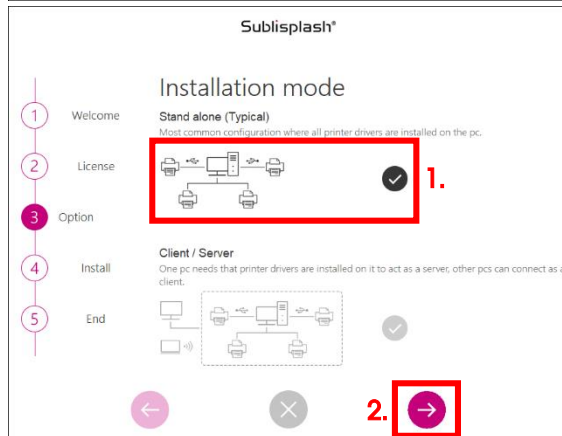 Sublisplash®
Installation mode
1 Welcome
Stand alone (Typical)
Most common configuration where all printer drivers are installed on the pc.
2 License
1.
3 Option
Client / Server
4 Install
One pc needs that printer drivers are installed on it to act as a server, other pcs can connect as a
client.
5 End
2.